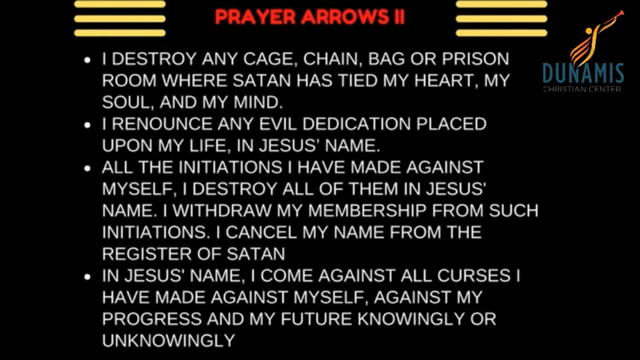 PRAYER ARROWS II
DUNAMIS
CHRISTIAN CENTER
• I DESTROY ANY CAGE, CHAIN, BAG OR PRISON
ROOM WHERE SATAN HAS TIED MY HEART, MY
SOUL, AND MY MIND.
• I RENOUNCE ANY EVIL DEDICATION PLACED
UPON MY LIFE, IN JESUS’ NAME.
• ALL THE INITIATIONS I HAVE MADE AGAINST
MYSELF, I DESTROY ALL OF THEM IN JESUS'
NAME. I WITHDRAW MY MEMBERSHIP FROM SUCH
INITIATIONS. I CANCEL MY NAME FROM THE
REGISTER OF SATAN
• IN JESUS' NAME, I COME AGAINST ALL CURSES I
HAVE MADE AGAINST MYSELF, AGAINST MY
PROGRESS AND MY FUTURE KNOWINGLY OR
UNKNOWINGLY